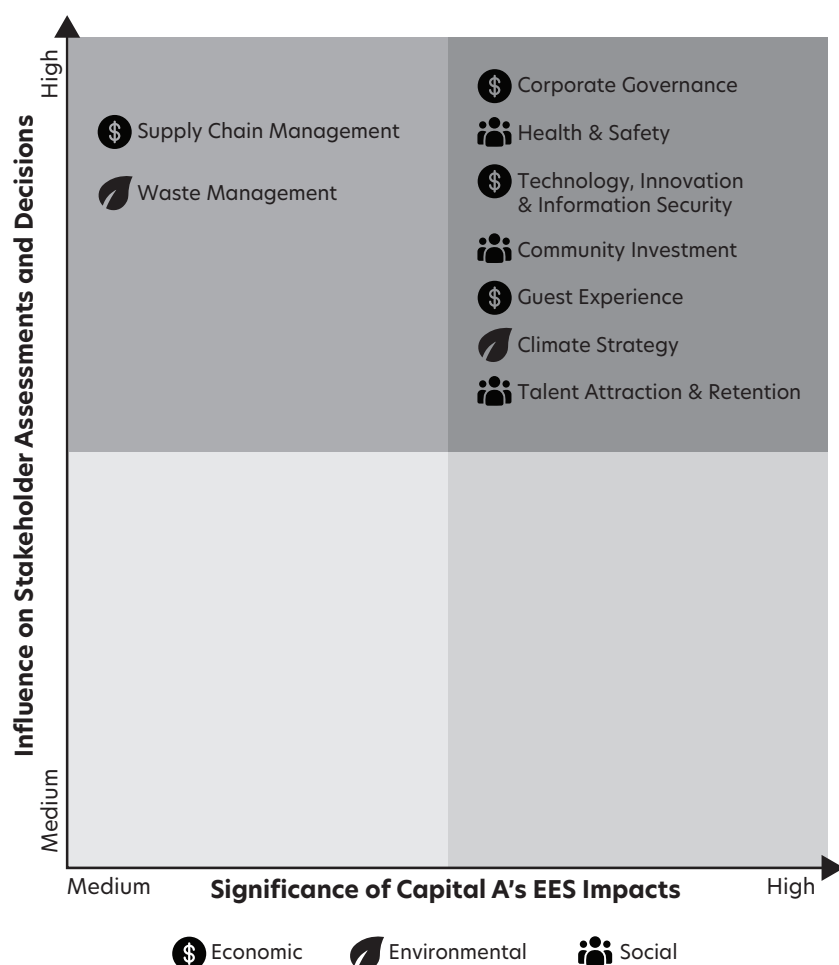 High
Influence on Stakeholder Assessments and Decisions
Medium
Supply Chain Management
Waste Management
Corporate Governance
Health & Safety
Technology, Innovation
& Information Security
Community Investment
Guest Experience
Climate Strategy
Talent Attraction & Retention
Medium
Significance of Capital A's EES Impacts
High
Economic
Environmental
Social